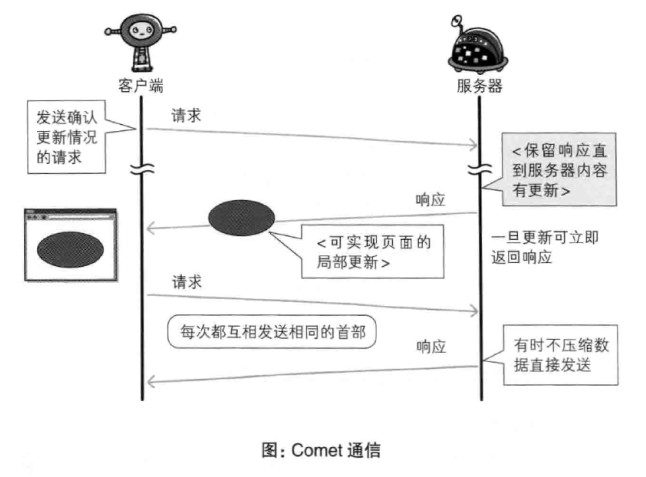 客户端
服务器
发送确认
更新情况
的请求
请求
<保留响应直
到服务器内容
有更新>
响应
<可实现页面的
局部更新>
一旦更新可立即
返回响应
请求
每次都互相发送相同的首部
响应
有时不压缩数
据直接发送
图：Comet 通信